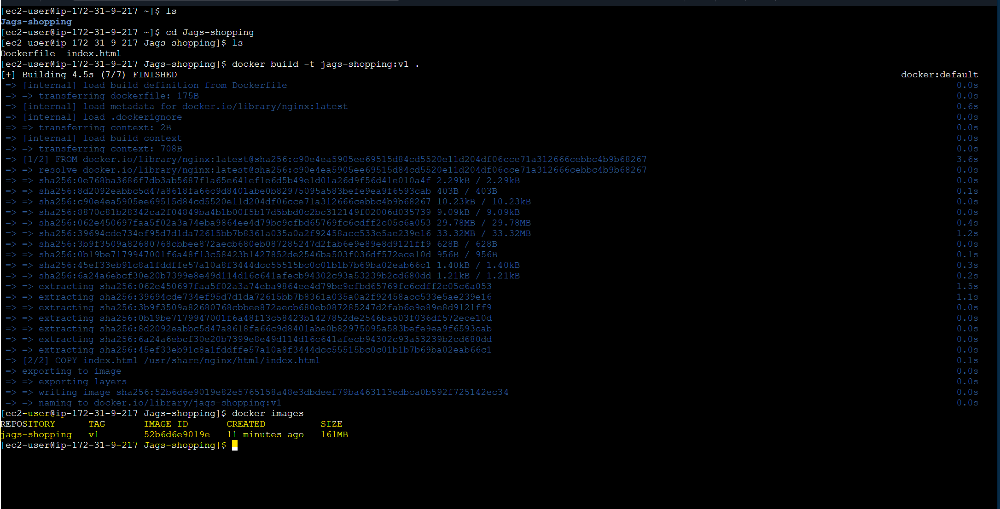 [ec2-user@ip-172-31-9-217 ~]$ ls
Jags-shopping
[ec2-user@ip-172-31-9-217 ~]$ cd Jags-shopping
[ec2-user@ip-172-31-9-217 Jags-shopping]$ ls
Dockerfile  index.html
[ec2-user@ip-172-31-9-217 Jags-shopping]$ docker build -t jags-shopping:v1 .
[+] Building 4.5s (7/7) FINISHED docker:default
=> [internal] load build definition from Dockerfile 0.0s
=> => transferring dockerfile: 175B 0.0s
=> [internal] load metadata for docker.io/library/nginx:latest 0.6s
=> [internal] load .dockerignore 0.0s
=> => transferring context: 2B 0.0s
=> [internal] load build context 0.0s
=> => transferring context: 708B 0.0s
=> [1/2] FROM docker.io/library/nginx:latest@sha256:c90e4ea5905ee69515d84cd5520e11d204df06cce71a312666cebbc4b9b68267 3.6s
=> => resolve docker.io/library/nginx:latest@sha256:c90e4ea5905ee69515d84cd5520e11d204df06cce71a312666cebbc4b9b68267 0.0s
=> => sha256:0e768ba3686f7db3ab5687f1a65e641ef1e6d5b49e1d01a26d9f56d41e010a4f 2.29kB / 2.29kB 0.0s
=> => sha256:8d2092eabbc5d47a8618fa66c9d8401abe0b82975095a583befe9ea9f6593cab 403B / 403B 0.1s
=> => sha256:c90e4ea5905ee69515d84cd5520e11d204df06cce71a312666cebbc4b9b68267 10.23kB / 10.23kB 0.0s
=> => sha256:8870c81b28342ca2f04849ba4b1b00f5b17d5bbd0c2bc312149f02006d035739 9.09kB / 9.09kB 0.0s
=> => sha256:062e450697faa5f02a3a74eba9864ee4d79bc9cfbd65769fc6cdff2c05c6a053 29.78MB / 29.78MB 0.4s
=> => sha256:39694cde734ef95d7d1da72615bb7b8361a035a0a2f92458acc533e5ae239e16 33.32MB / 33.32MB 1.2s
=> => sha256:3b9f3509a82680768cbbee872aecb680eb087285247d2fab6e9e89e8d9121ff9 628B / 628B 0.0s
=> => sha256:0b19be7179947001f6a48f13c58423b1427852de2546ba503f036df572ece10d 956B / 956B 0.1s
=> => sha256:45ef33eb91c8a1fddffe57a10a8f3444dcc55515bc0c01b1b7b69ba02eab66c1 1.40kB / 1.40kB 0.3s
=> => sha256:6a24a6ebcf30e20b7399e8e49d114d16c641afecb94302c93a53239b2cd680dd 1.21kB / 1.21kB 0.2s
=> => extracting sha256:062e450697faa5f02a3a74eba9864ee4d79bc9cfbd65769fc6cdff2c05c6a053 1.5s
=> => extracting sha256:39694cde734ef95d7d1da72615bb7b8361a035a0a2f92458acc533e5ae239e16 1.1s
=> => extracting sha256:3b9f3509a82680768cbbee872aecb680eb087285247d2fab6e9e89e8d9121ff9 0.0s
=> => extracting sha256:0b19be7179947001f6a48f13c58423b1427852de2546ba503f036df572ece10d 0.0s
=> => extracting sha256:8d2092eabbc5d47a8618fa66c9d8401abe0b82975095a583befe9ea9f6593cab 0.0s
=> => extracting sha256:6a24a6ebcf30e20b7399e8e49d114d16c641afecb94302c93a53239b2cd680dd 0.0s
=> => extracting sha256:45ef33eb91c8a1fddffe57a10a8f3444dcc55515bc0c01b1b7b69ba02eab66c1 0.0s
=> [2/2] COPY index.html /usr/share/nginx/html/index.html 0.1s
=> exporting to image 0.0s
=> => exporting layers 0.0s
=> => writing image sha256:52b6d6e9019e82e5765158a48e3dbdeef79ba463113edbca0b592f725142ec34 0.0s
=> => naming to docker.io/library/jags-shopping:v1 0.0s
[ec2-user@ip-172-31-9-217 Jags-shopping]$ docker images
REPOSITORY TAG IMAGE ID CREATED SIZE
jags-shopping v1 52b6d6e9019e 11 minutes ago 161MB
[ec2-user@ip-172-31-9-217 Jags-shopping]$